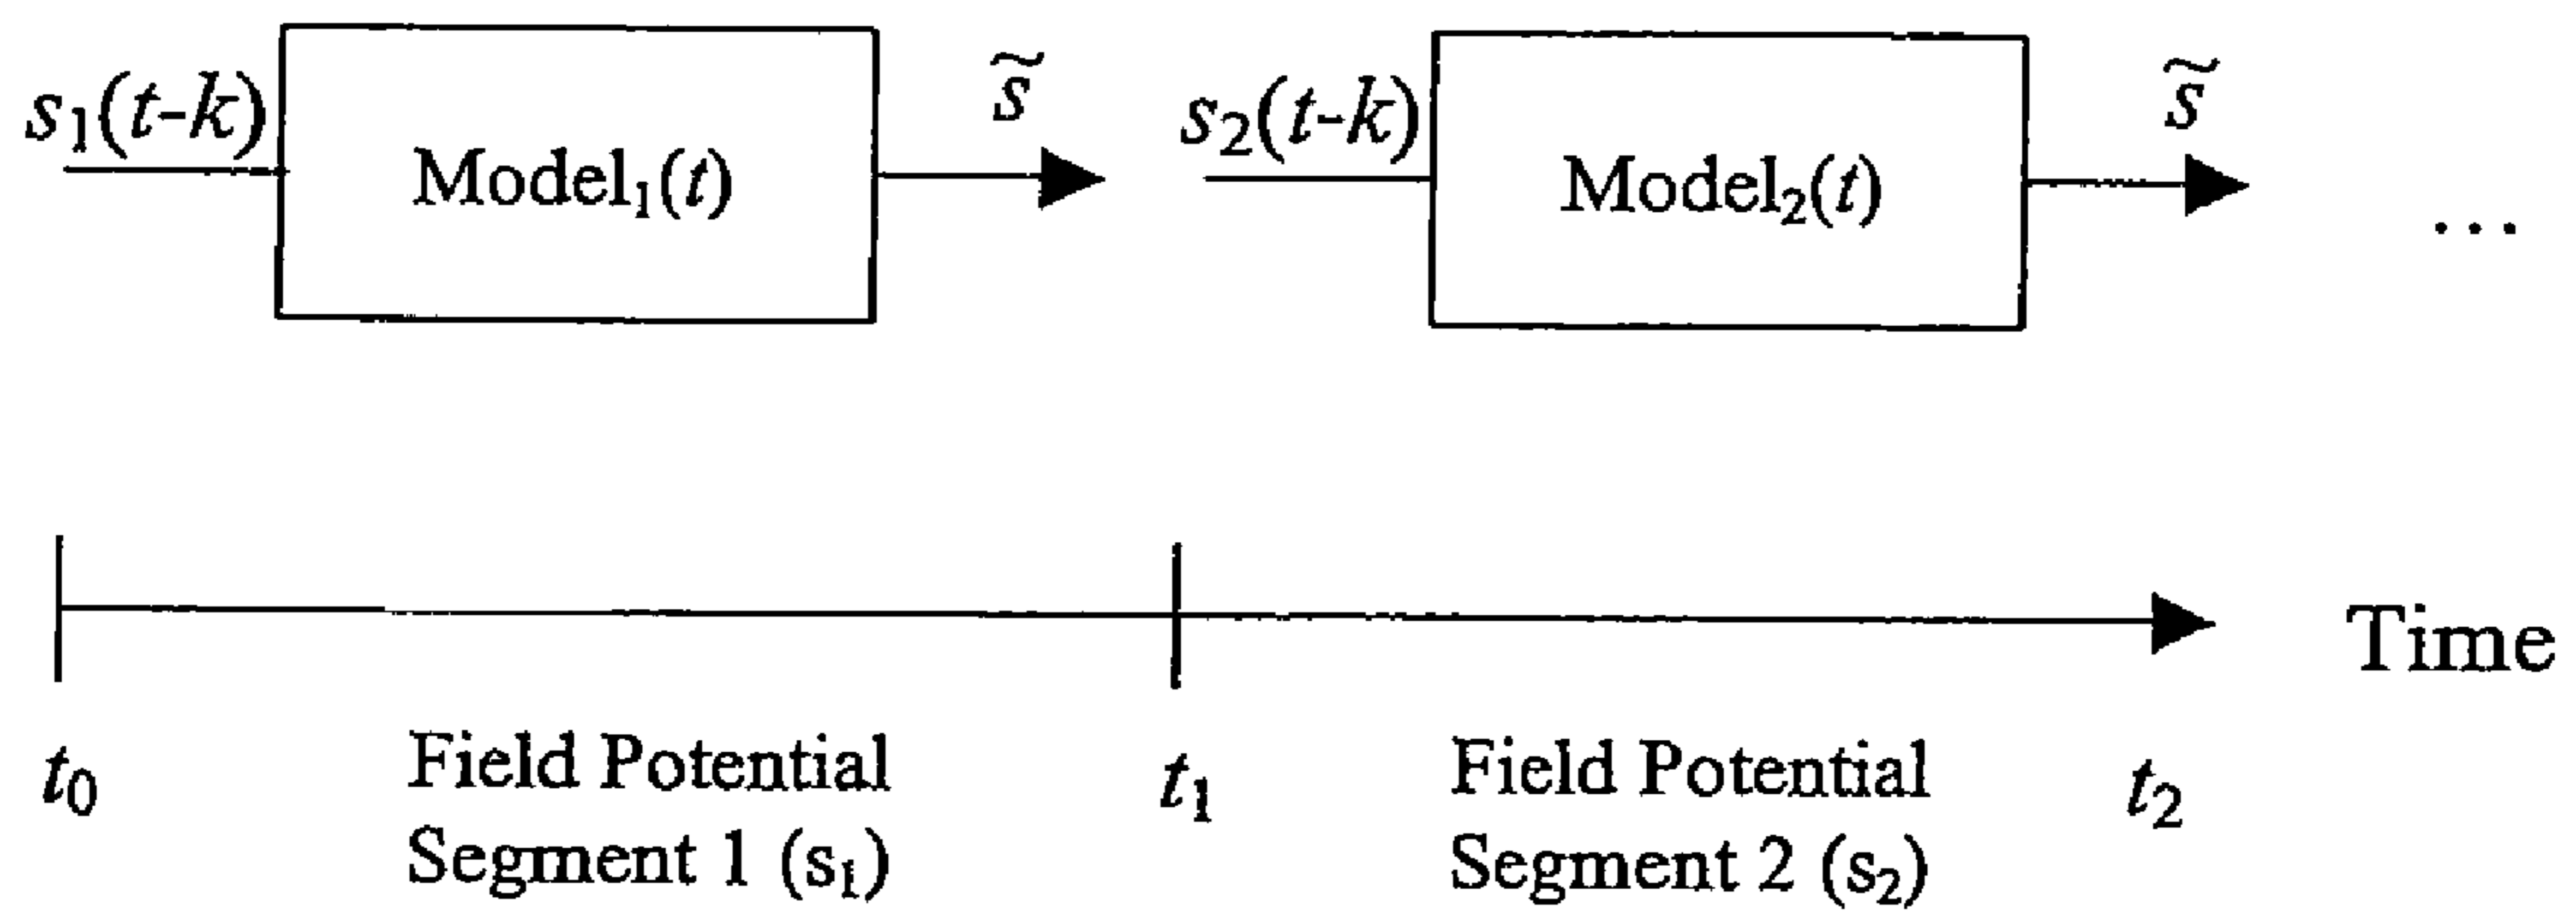 s₁(t-k)
Model₁(t)
s̃
s₂(t-k)
Model₂(t)
s̃
...
Time
t₀
Field Potential
Segment 1 (s₁)
t₁
Field Potential
Segment 2 (s₂)
t₂